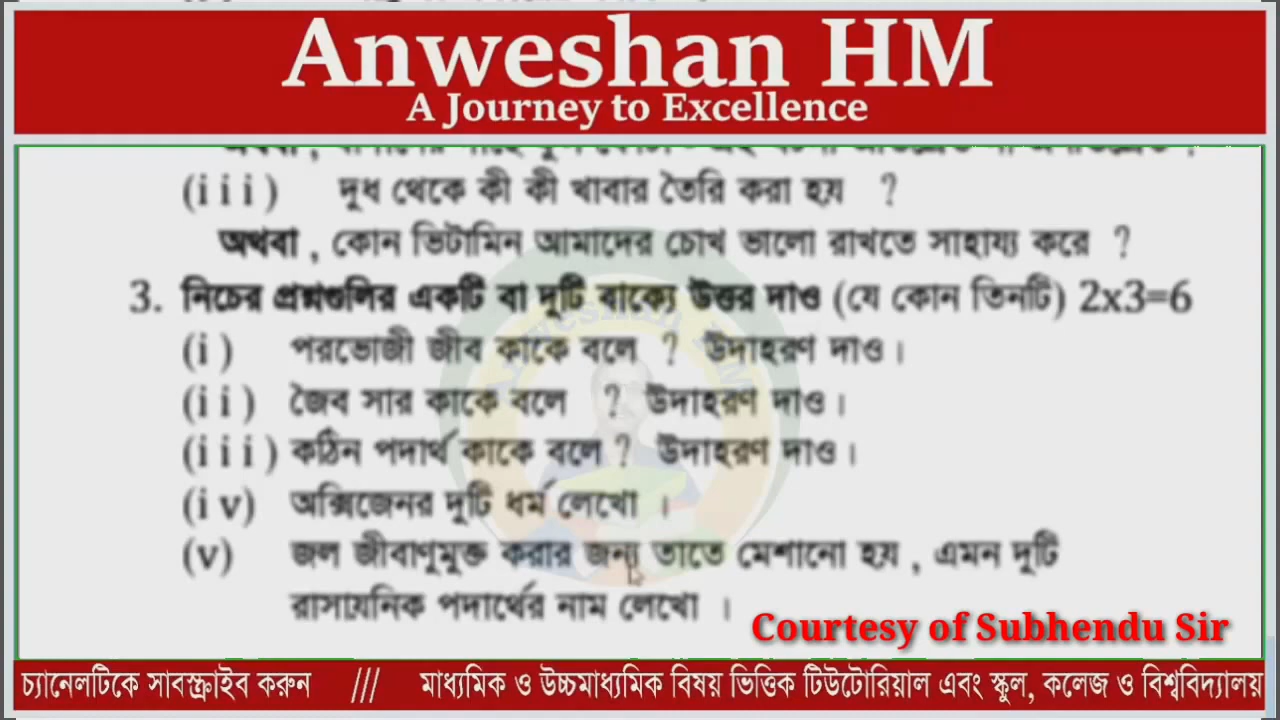 Anweshan HM
A Journey to Excellence
(iii) দুধ থেকে কী কী খাবার তৈরি করা হয় ?
অথবা , কোন ভিটামিন আমাদের চোখ ভালো রাখতে সাহায্য করে ?
3. নিচের প্রশ্নগুলির একটি বা দুটি বাক্যে উত্তর দাও (যে কোন তিনটি) 2x3=6
(i) পরভোজী জীব কাকে বলে ? উদাহরণ দাও।
(ii) জৈব সার কাকে বলে ? উদাহরণ দাও।
(iii) কঠিন পদার্থ কাকে বলে ? উদাহরণ দাও।
(iv) অক্সিজেনর দুটি ধর্ম লেখো ।
(v) জল জীবাণুমুক্ত করার জন্য তাতে মেশানো হয় , এমন দুটি
রাসায়নিক পদার্থের নাম লেখো ।
Courtesy of Subhendu Sir
চ্যানেলটিকে সাবস্ক্রাইব করুন /// মাধ্যমিক ও উচ্চমাধ্যমিক বিষয় ভিত্তিক টিউটোরিয়াল এবং স্কুল, কলেজ ও বিশ্ববিদ্যালয়